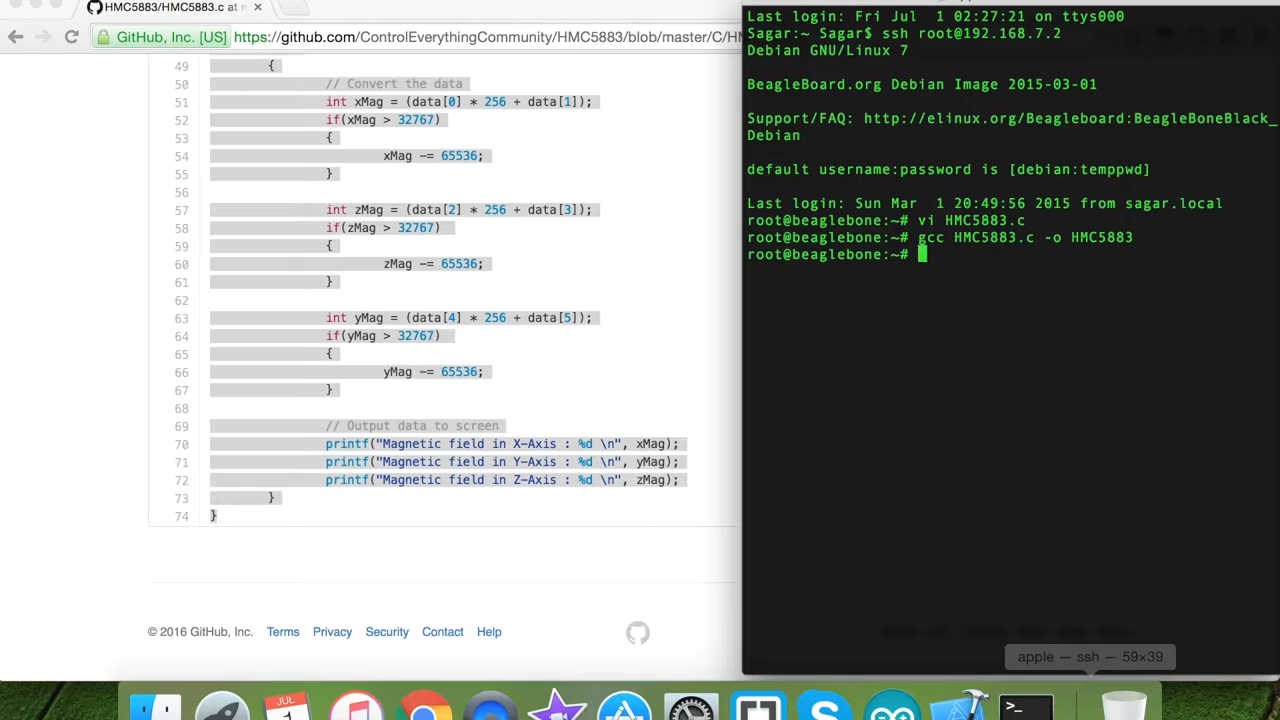 HMC5883/HMC5883.c at m
GitHub, Inc. [US]
https://github.com/ControlEverythingCommunity/HMC5883/blob/master/C/HM
49 {
50 // Convert the data
51 int xMag = (data[0] * 256 + data[1]);
52 if(xMag > 32767)
53 {
54 xMag -= 65536;
55 }
56
57 int zMag = (data[2] * 256 + data[3]);
58 if(zMag > 32767)
59 {
60 zMag -= 65536;
61 }
62
63 int yMag = (data[4] * 256 + data[5]);
64 if(yMag > 32767)
65 {
66 yMag -= 65536;
67 }
68
69 // Output data to screen
70 printf("Magnetic field in X-Axis : %d \n", xMag);
71 printf("Magnetic field in Y-Axis : %d \n", yMag);
72 printf("Magnetic field in Z-Axis : %d \n", zMag);
73 }
74 }
© 2016 GitHub, Inc. Terms Privacy Security Contact Help
Last login: Fri Jul 1 02:27:21 on ttys000
Sagar:~ Sagar$ ssh root@192.168.7.2
Debian GNU/Linux 7
BeagleBoard.org Debian Image 2015-03-01
Support/FAQ: http://elinux.org/Beagleboard:BeagleBoneBlack_
Debian
default username:password is [debian:temppwd]
Last login: Sun Mar 1 20:49:56 2015 from sagar.local
root@beaglebone:~# vi HMC5883.c
root@beaglebone:~# gcc HMC5883.c -o HMC5883
root@beaglebone:~#
apple — ssh — 59×39
JUL
1
>_